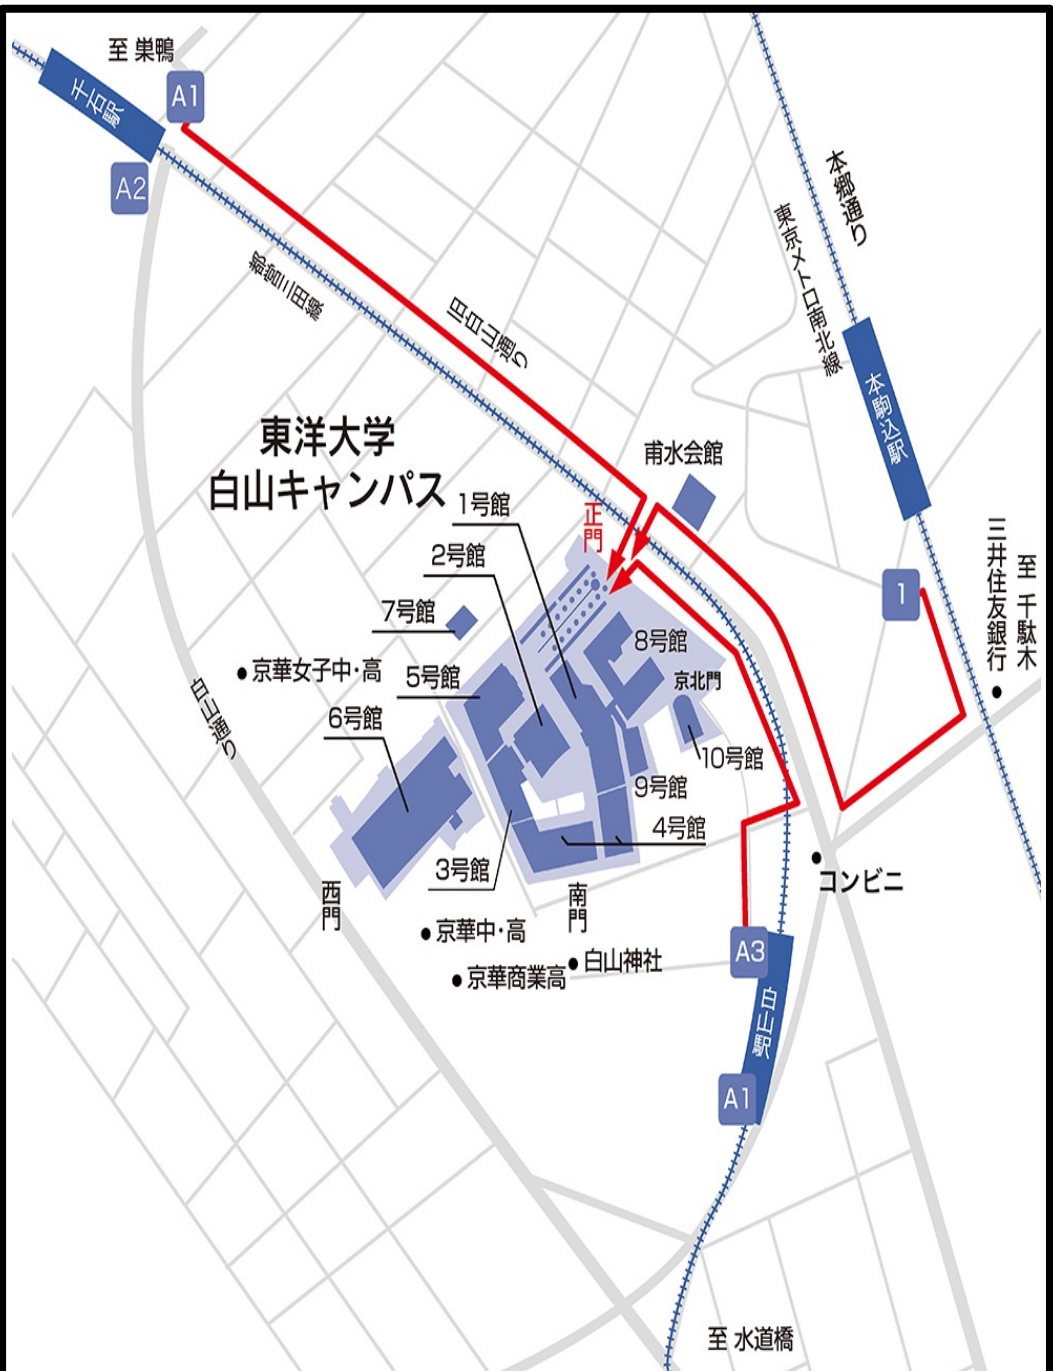 至 巣鴨
A1
千石駅
A2
都営三田線
旧白山通り
本郷通り
東京メトロ南北線
本駒込駅
東洋大学
白山キャンパス
甫水会館
1号館
正門
2号館
7号館
8号館
1
三井住友銀行
至 千駄木
京華女子中・高
5号館
京北門
6号館
白山通り
10号館
9号館
4号館
3号館
コンビニ
西門
南門
京華中・高
白山神社
京華商業高
A3
白山駅
A1
至 水道橋